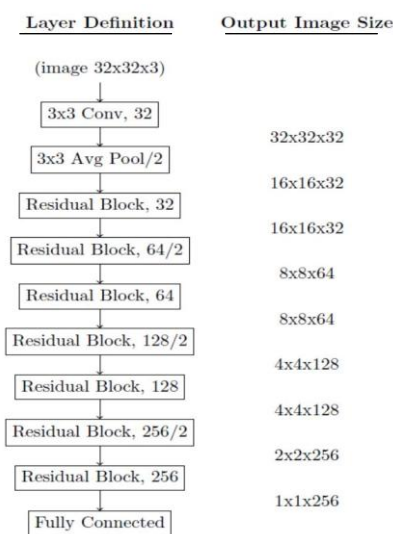 Layer Definition Output Image Size
(image 32x32x3)
3x3 Conv, 32
32x32x32
3x3 Avg Pool/2
16x16x32
Residual Block, 32
16x16x32
Residual Block, 64/2
8x8x64
Residual Block, 64
8x8x64
Residual Block, 128/2
4x4x128
Residual Block, 128
4x4x128
Residual Block, 256/2
2x2x256
Residual Block, 256
1x1x256
Fully Connected